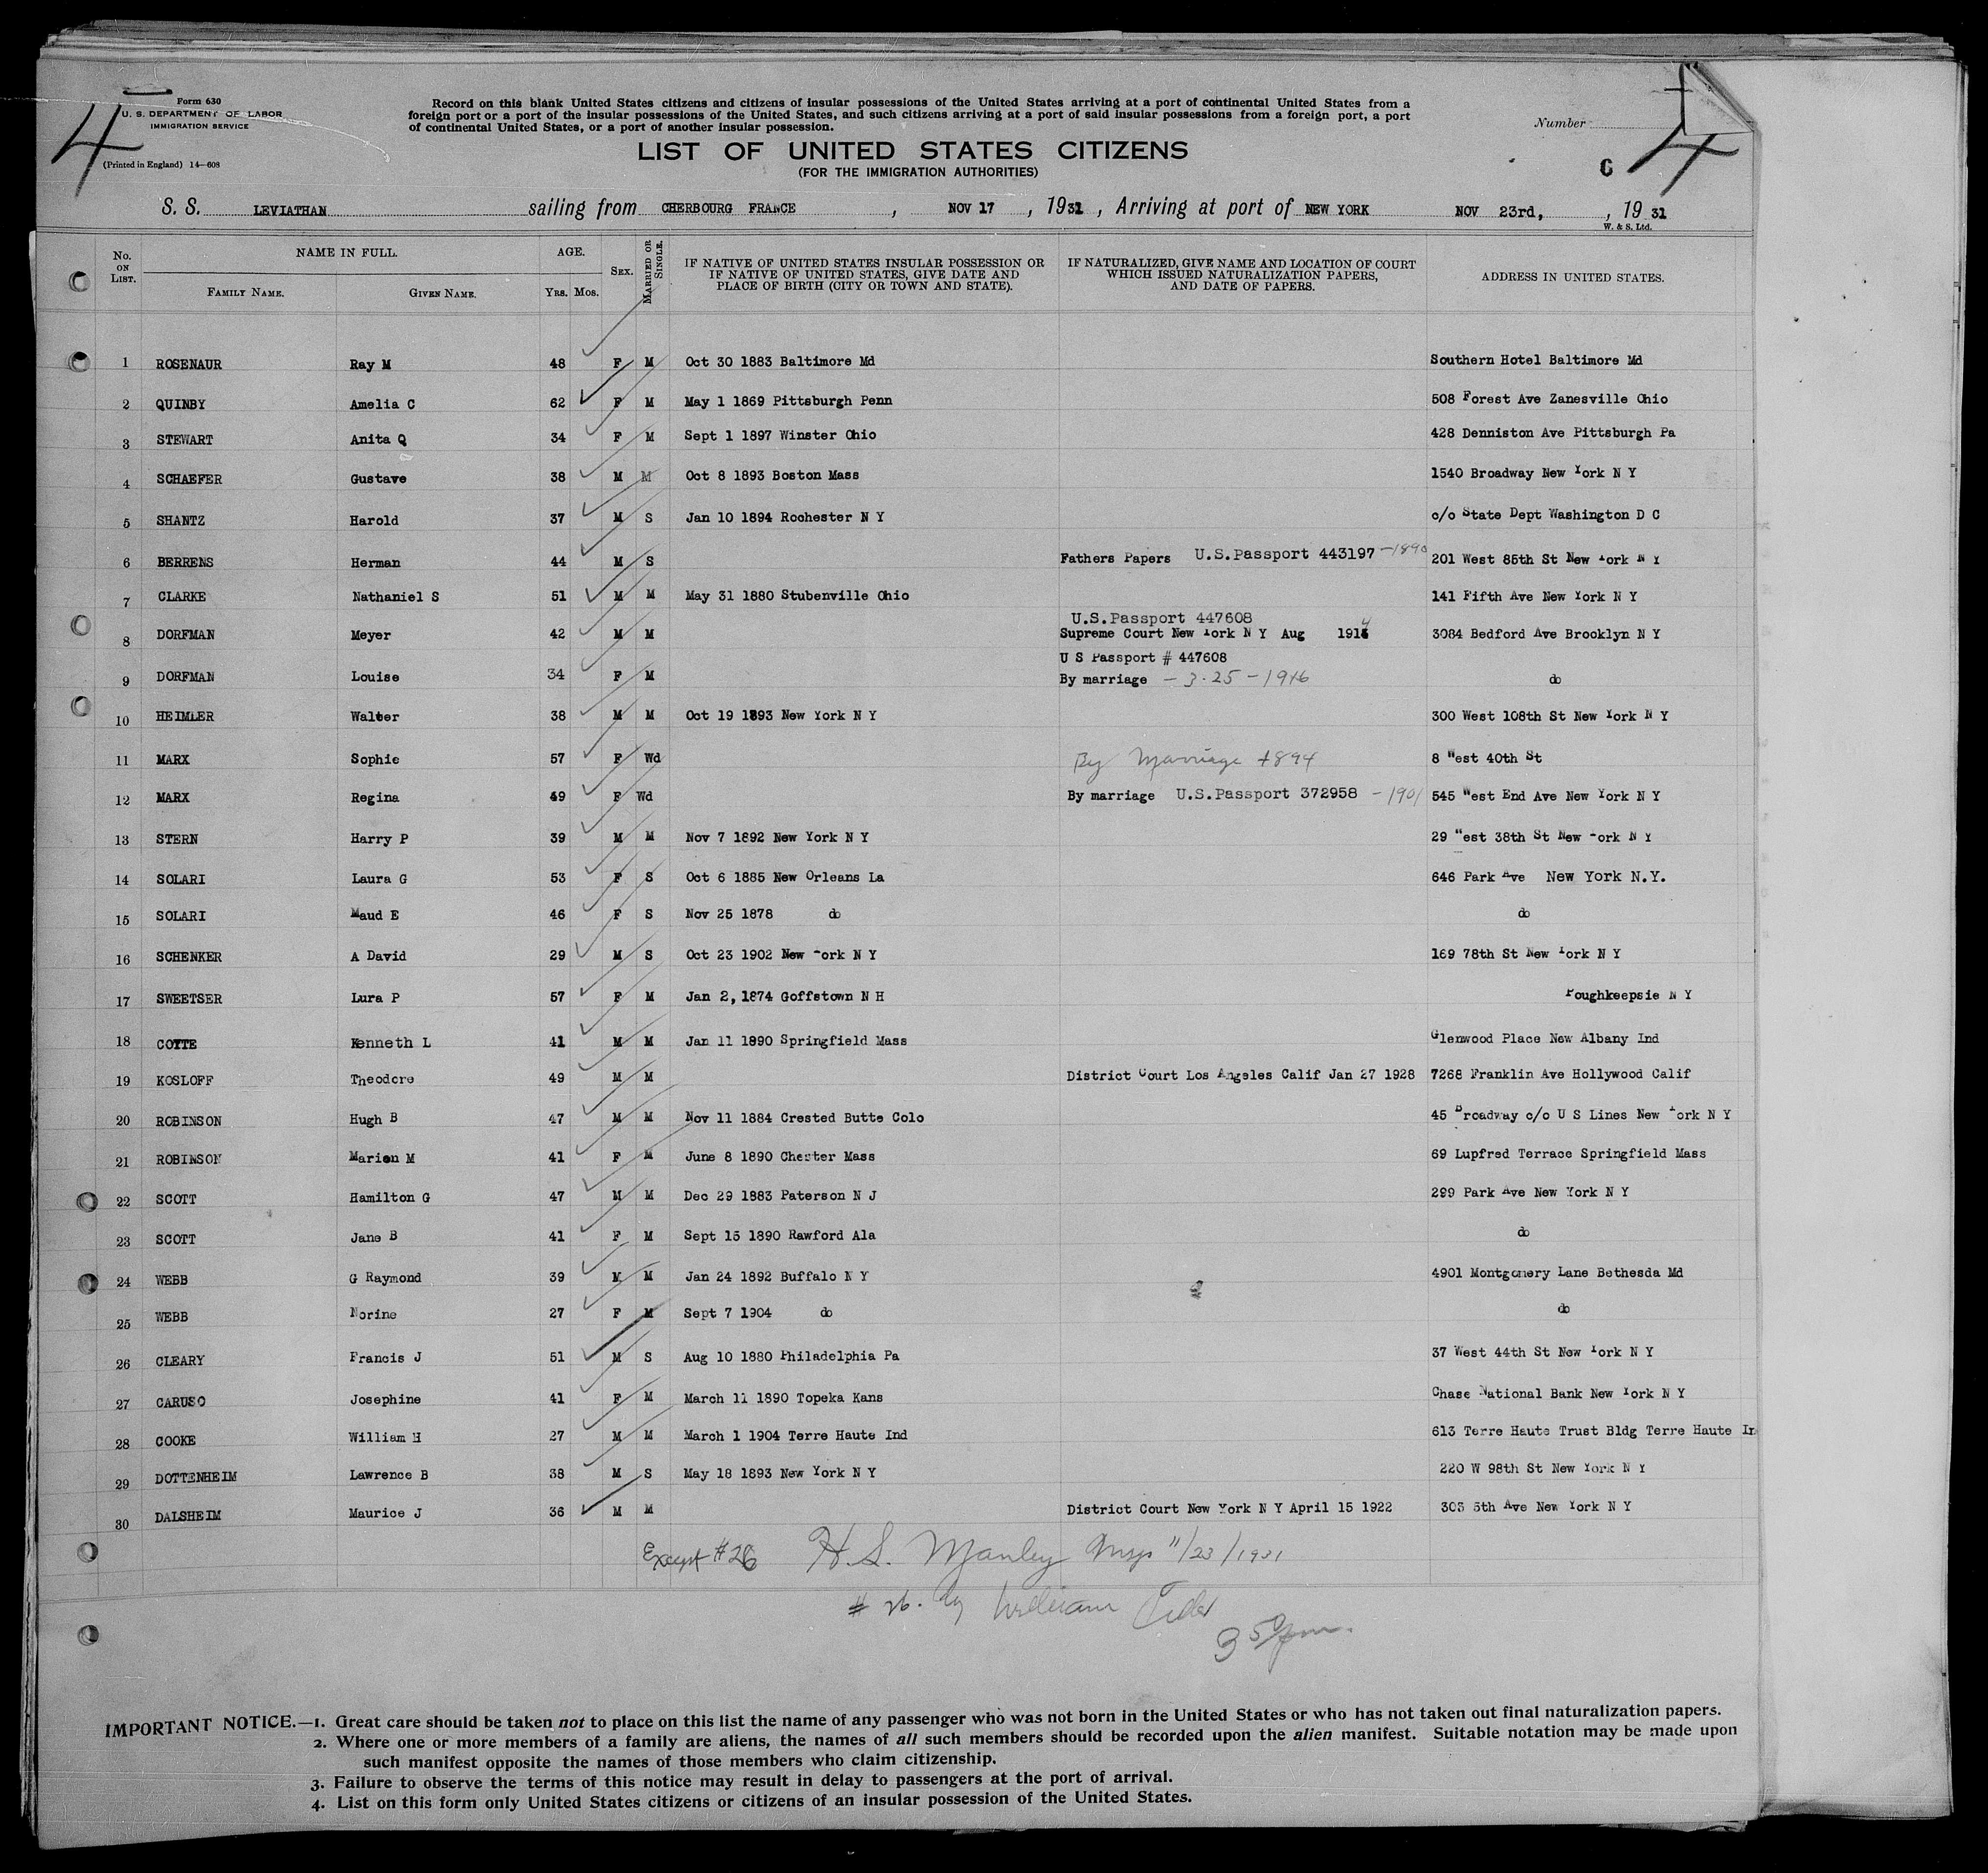 Form 630
U. S. DEPARTMENT OF LABOR
IMMIGRATION SERVICE
(Printed in England) 14—608
4
Record on this blank United States citizens and citizens of insular possessions of the United States arriving at a port of continental United States from a
foreign port or a port of the insular possessions of the United States, and such citizens arriving at a port of said insular possessions from a foreign port, a port
of continental United States, or a port of another insular possession.
Number
LIST OF UNITED STATES CITIZENS
(FOR THE IMMIGRATION AUTHORITIES)
C 4
S. S. LEVIATHAN sailing from CHERBOURG FRANCE , NOV 17 , 1931 , Arriving at port of NEW YORK NOV 23rd, , 19 31
W. & S. Ltd.
No. ON LIST. NAME IN FULL. FAMILY NAME. GIVEN NAME. AGE. YRS. MOS. SEX. MARRIED OR SINGLE. IF NATIVE OF UNITED STATES INSULAR POSSESSION OR IF NATIVE OF UNITED STATES, GIVE DATE AND PLACE OF BIRTH (CITY OR TOWN AND STATE). IF NATURALIZED, GIVE NAME AND LOCATION OF COURT WHICH ISSUED NATURALIZATION PAPERS, AND DATE OF PAPERS. ADDRESS IN UNITED STATES.
1 ROSENAUR Ray M 48 F M Oct 30 1883 Baltimore Md Southern Hotel Baltimore Md
2 QUINBY Amelia C 62 F M May 1 1869 Pittsburgh Penn 508 Forest Ave Zanesville Ohio
3 STEWART Anita Q 34 F M Sept 1 1897 Winster Ohio 428 Denniston Ave Pittsburgh Pa
4 SCHAEFER Gustave 38 M M Oct 8 1893 Boston Mass 1540 Broadway New York N Y
5 SHANTZ Harold 37 M S Jan 10 1894 Rochester N Y c/o State Dept Washington D C
6 BERRENS Herman 44 M S Fathers Papers U.S.Passport 443197 -1890 201 West 85th St New York N Y
7 CLARKE Nathaniel S 51 M M May 31 1880 Stubenville Ohio 141 Fifth Ave New York N Y
U.S.Passport 447608
8 DORFMAN Meyer 42 M M Supreme Court New York N Y Aug 1914 3084 Bedford Ave Brooklyn N Y
U S Passport # 447608
9 DORFMAN Louise 34 F M By marriage - 3-25-1916 do
10 HEIMLER Walter 38 M M Oct 19 1893 New York N Y 300 West 108th St New York N Y
11 MARX Sophie 57 F Wd By Marriage 1894 8 West 40th St
12 MARX Regina 49 F Wd By marriage U.S.Passport 372958 - 1901 545 West End Ave New York N Y
13 STERN Harry P 39 M M Nov 7 1892 New York N Y 29 West 38th St New York N Y
14 SOLARI Laura G 53 F S Oct 6 1885 New Orleans La 646 Park Ave New York N.Y.
15 SOLARI Maud E 46 F S Nov 25 1878 do do
16 SCHENKER A David 29 M S Oct 23 1902 New York N Y 169 78th St New York N Y
17 SWEETSER Lura P 57 F M Jan 2, 1874 Goffstown N H Poughkeepsie N Y
18 COTTE Kenneth L 41 M M Jan 11 1890 Springfield Mass Glenwood Place New Albany Ind
19 KOSLOFF Theodore 49 M M District Court Los Angeles Calif Jan 27 1928 7268 Franklin Ave Hollywood Calif
20 ROBINSON Hugh B 47 M M Nov 11 1884 Crested Butte Colo 45 Broadway c/o U S Lines New York N Y
21 ROBINSON Marion M 41 F M June 8 1890 Chester Mass 69 Lupfred Terrace Springfield Mass
22 SCOTT Hamilton G 47 M M Dec 29 1883 Paterson N J 299 Park Ave New York N Y
23 SCOTT Jane B 41 F M Sept 15 1890 Rawford Ala do
24 WEBB G Raymond 39 M M Jan 24 1892 Buffalo N Y 4901 Montgomery Lane Bethesda Md
25 WEBB Norine 27 F M Sept 7 1904 do do
26 CLEARY Francis J 51 M S Aug 10 1880 Philadelphia Pa 37 West 44th St New York N Y
27 CARUSO Josephine 41 F M March 11 1890 Topeka Kans Chase National Bank New York N Y
28 COOKE William H 27 M M March 1 1904 Terre Haute Ind 613 Terre Haute Trust Bldg Terre Haute In
29 DOTTENHEIM Lawrence B 38 M S May 18 1893 New York N Y 220 W 98th St New York N Y
30 DALSHEIM Maurice J 36 M M District Court New York N Y April 15 1922 303 5th Ave New York N Y
Except #26 H.S. Manley Insp 11/23/1931
# 26. by William
3 50 pm.
IMPORTANT NOTICE.—1. Great care should be taken not to place on this list the name of any passenger who was not born in the United States or who has not taken out final naturalization papers.
2. Where one or more members of a family are aliens, the names of all such members should be recorded upon the alien manifest. Suitable notation may be made upon
such manifest opposite the names of those members who claim citizenship.
3. Failure to observe the terms of this notice may result in delay to passengers at the port of arrival.
4. List on this form only United States citizens or citizens of an insular possession of the United States.